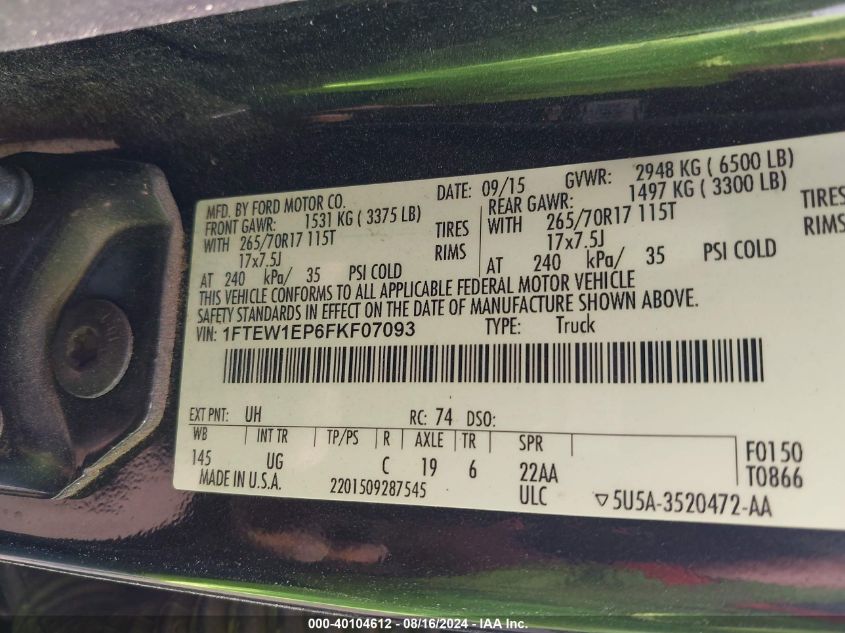 MFD. BY FORD MOTOR CO.
DATE: 09/15 GVWR: 2948 KG ( 6500 LB)
FRONT GAWR: 1531 KG ( 3375 LB)
REAR GAWR: 1497 KG ( 3300 LB)
WITH 265/70R17 115T TIRES
WITH 265/70R17 115T TIRES
17x7.5J RIMS
17x7.5J RIMS
AT 240 kPa/ 35 PSI COLD
AT 240 kPa/ 35 PSI COLD
THIS VEHICLE CONFORMS TO ALL APPLICABLE FEDERAL MOTOR VEHICLE
SAFETY STANDARDS IN EFFECT ON THE DATE OF MANUFACTURE SHOWN ABOVE.
VIN: 1FTEW1EP6FKF07093 TYPE: Truck
EXT PNT: UH RC: 74 DSO:
WB INT TR TP/PS R AXLE TR SPR
145 UG C 19 6 22AA
F0150
T0866
MADE IN U.S.A. 2201509287545 ULC ▽5U5A-3520472-AA
000-40104612 - 08/16/2024 - IAA Inc.